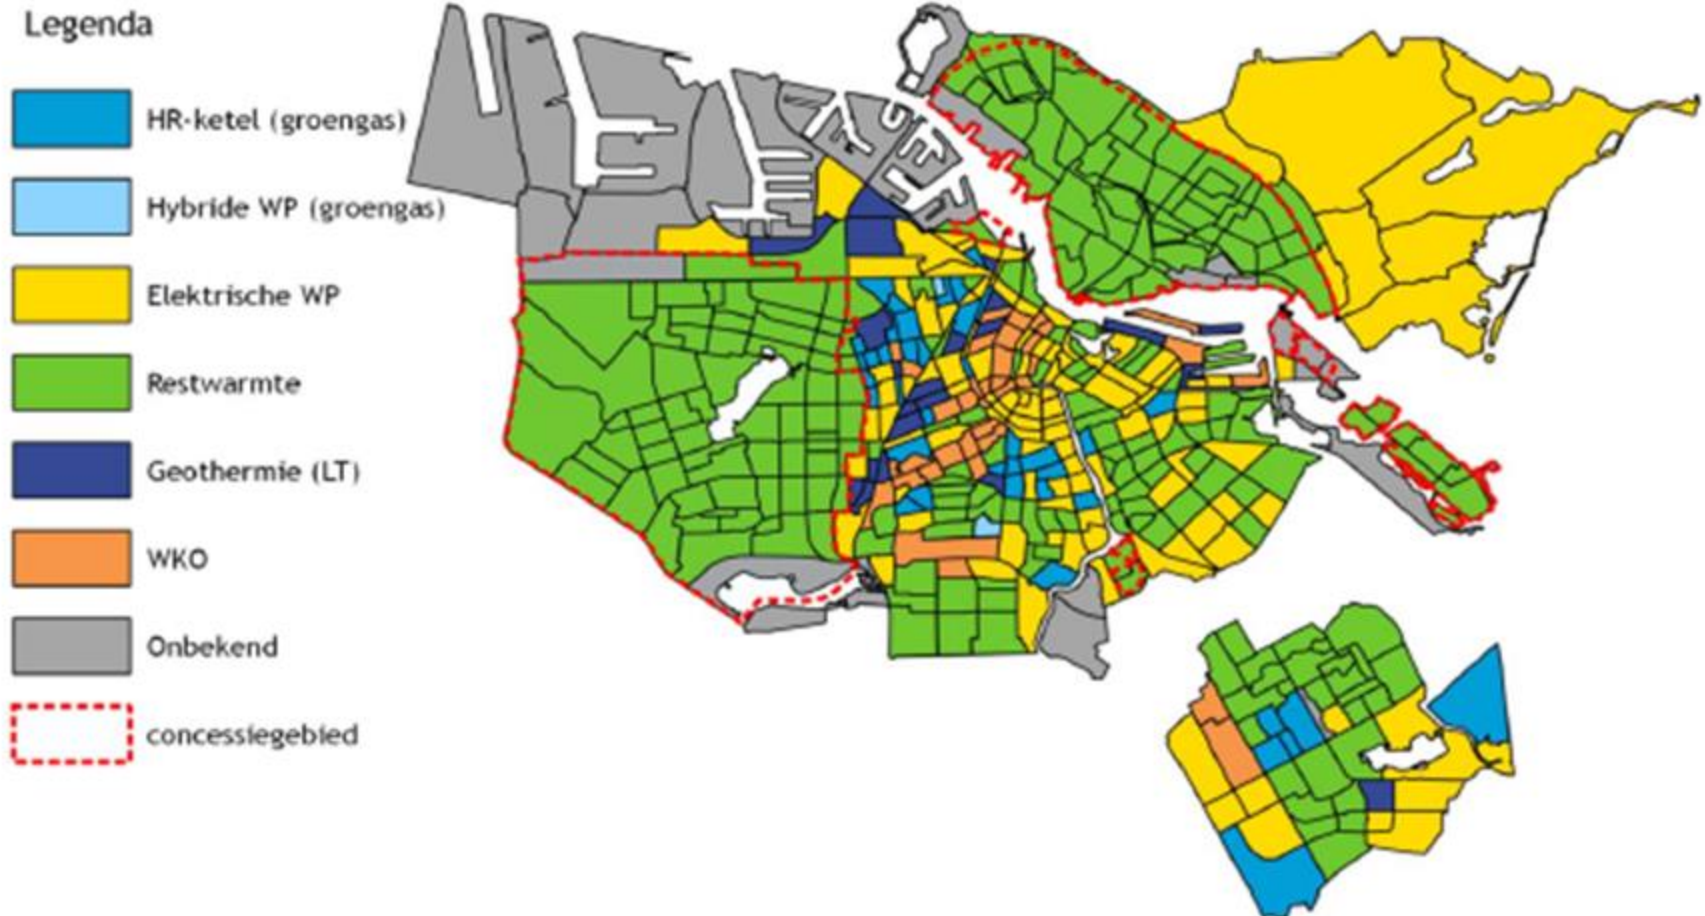 Legenda
HR-ketel (groengas)
Hybride WP (groengas)
Elektrische WP
Restwarmte
Geothermie (LT)
WKO
Onbekend
concessiegebied